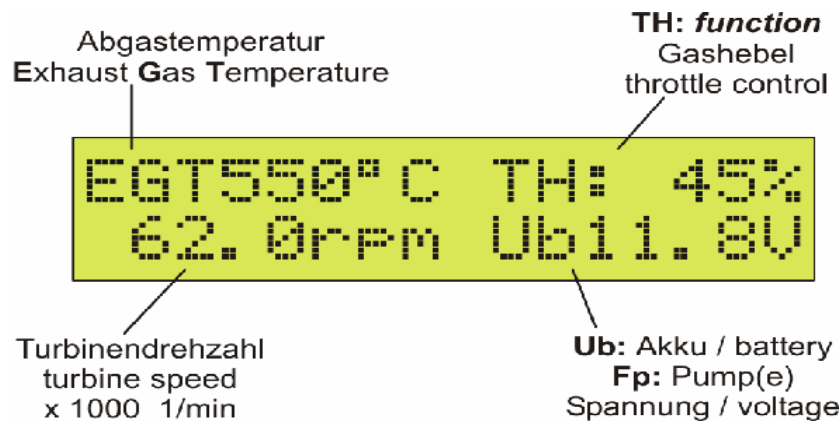 Abgastemperatur
Exhaust Gas Temperature
TH: function
Gashebel
throttle control
EGT550°C TH: 45%
62.0rpm Ub11.8V
Turbinendrehzahl
turbine speed
x 1000 1/min
Ub: Akku / battery
Fp: Pump(e)
Spannung / voltage